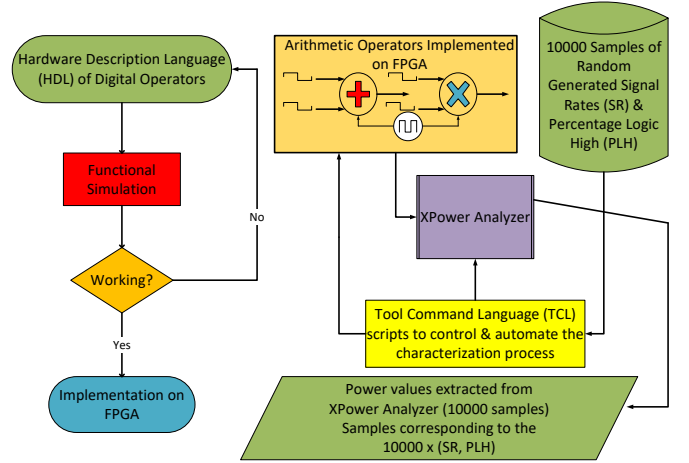 Hardware Description Language
(HDL) of Digital Operators
Functional
Simulation
No
Working?
Yes
Implementation on
FPGA
Arithmetic Operators Implemented
on FPGA
10000 Samples of
Random
Generated Signal
Rates (SR) &
Percentage Logic
High (PLH)
XPower Analyzer
Tool Command Language (TCL)
scripts to control & automate the
characterization process
Power values extracted from
XPower Analyzer (10000 samples)
Samples corresponding to the
10000 x (SR, PLH)